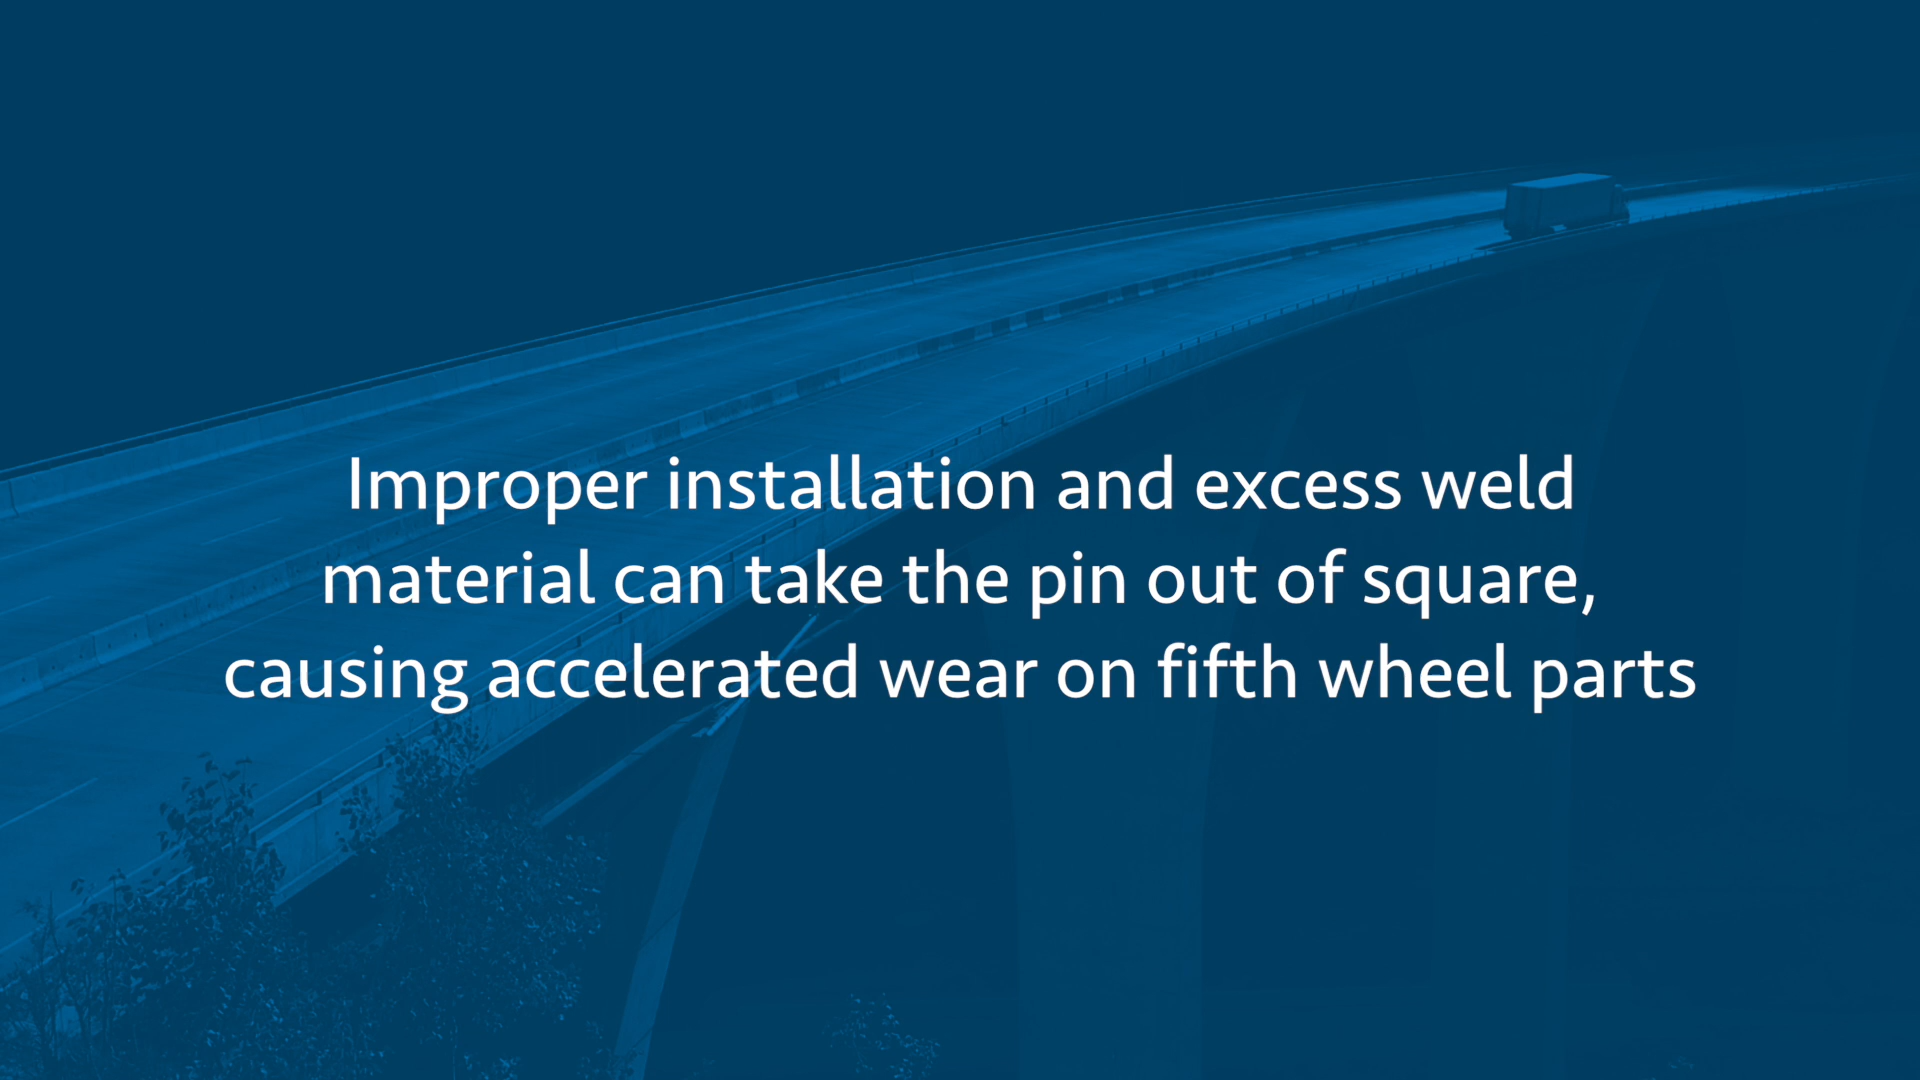 Improper installation and excess weld
material can take the pin out of square,
causing accelerated wear on fifth wheel parts